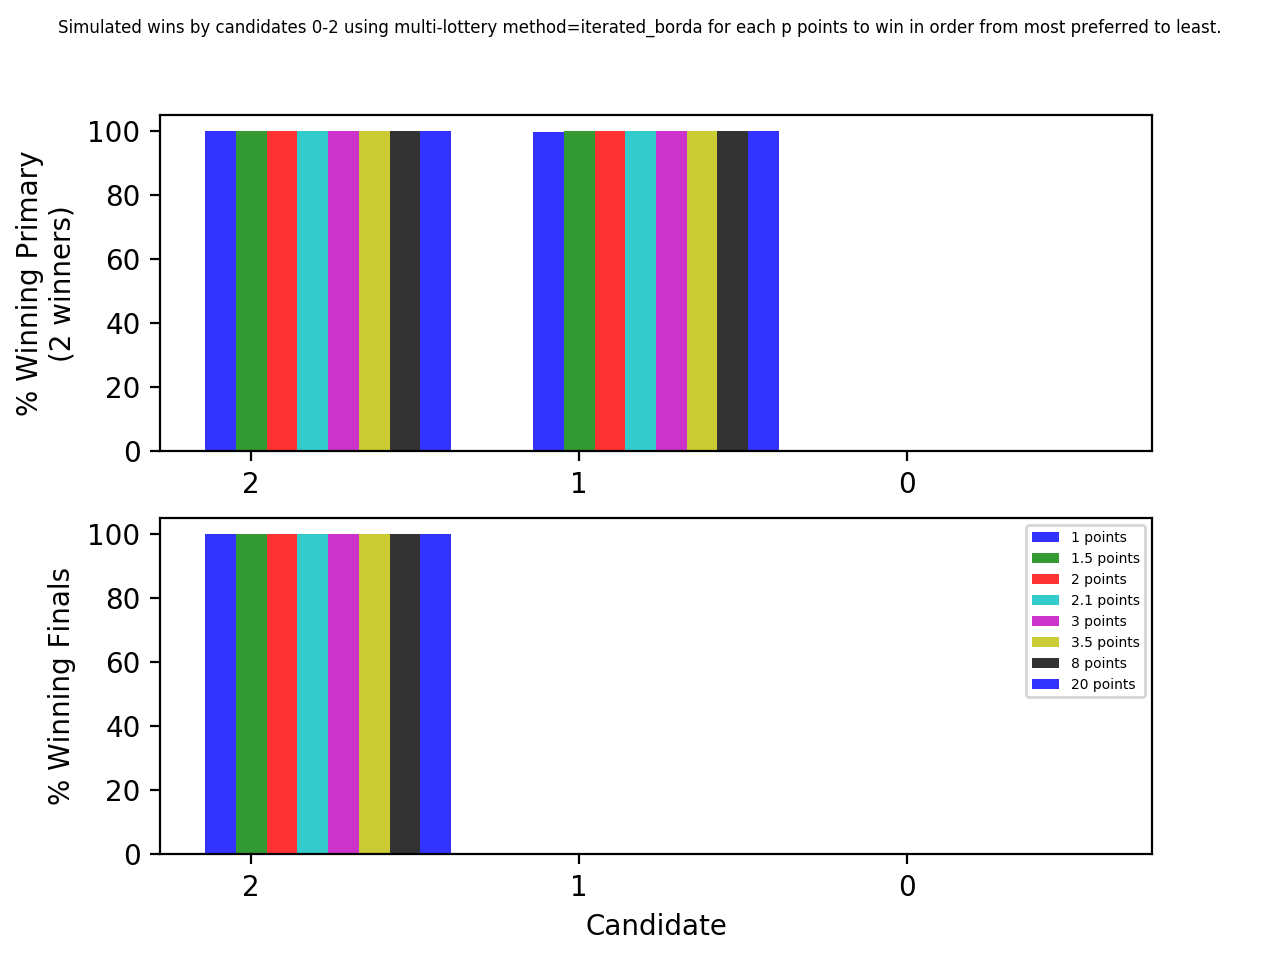 Simulated wins by candidates 0-2 using multi-lottery method=iterated_borda for each p points to win in order from most preferred to least.
% Winning Primary
(2 winners)
100
80
60
40
20
0
2 1 0
% Winning Finals
100
80
60
40
20
0
1 points
1.5 points
2 points
2.1 points
3 points
3.5 points
8 points
20 points
2 1 0
Candidate